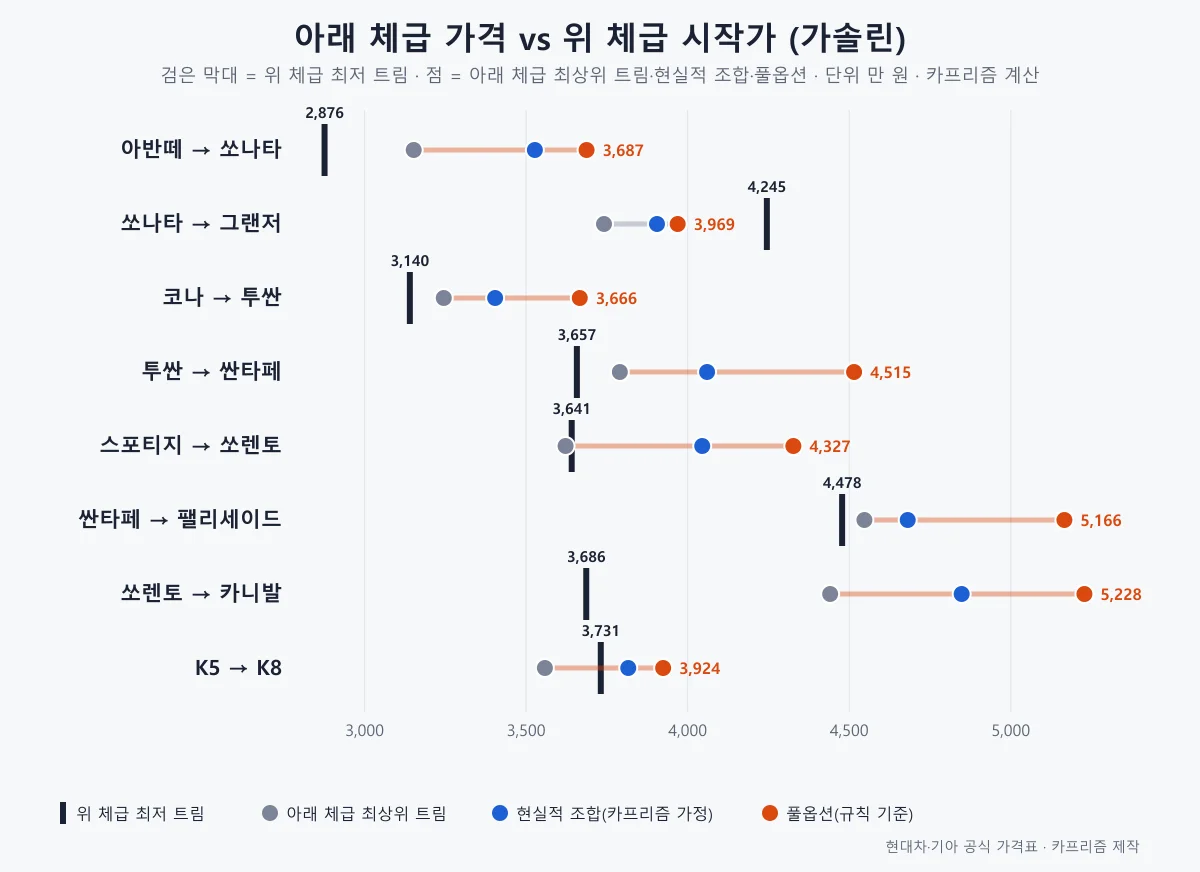 아래 체급 가격 vs 위 체급 시작가 (가솔린)
검은 막대 = 위 체급 최저 트림 · 점 = 아래 체급 최상위 트림·현실적 조합·풀옵션 · 단위 만 원 · 카프리즘 계산
2,876
아반떼 → 쏘나타
3,687
4,245
쏘나타 → 그랜저
3,969
3,140
코나 → 투싼
3,666
3,657
투싼 → 싼타페
4,515
3,641
스포티지 → 쏘렌토
4,327
4,478
싼타페 → 팰리세이드
5,166
3,686
쏘렌토 → 카니발
5,228
3,731
K5 → K8
3,924
3,000 3,500 4,000 4,500 5,000
위 체급 최저 트림 아래 체급 최상위 트림 현실적 조합(카프리즘 가정) 풀옵션(규칙 기준)
현대차·기아 공식 가격표 · 카프리즘 제작